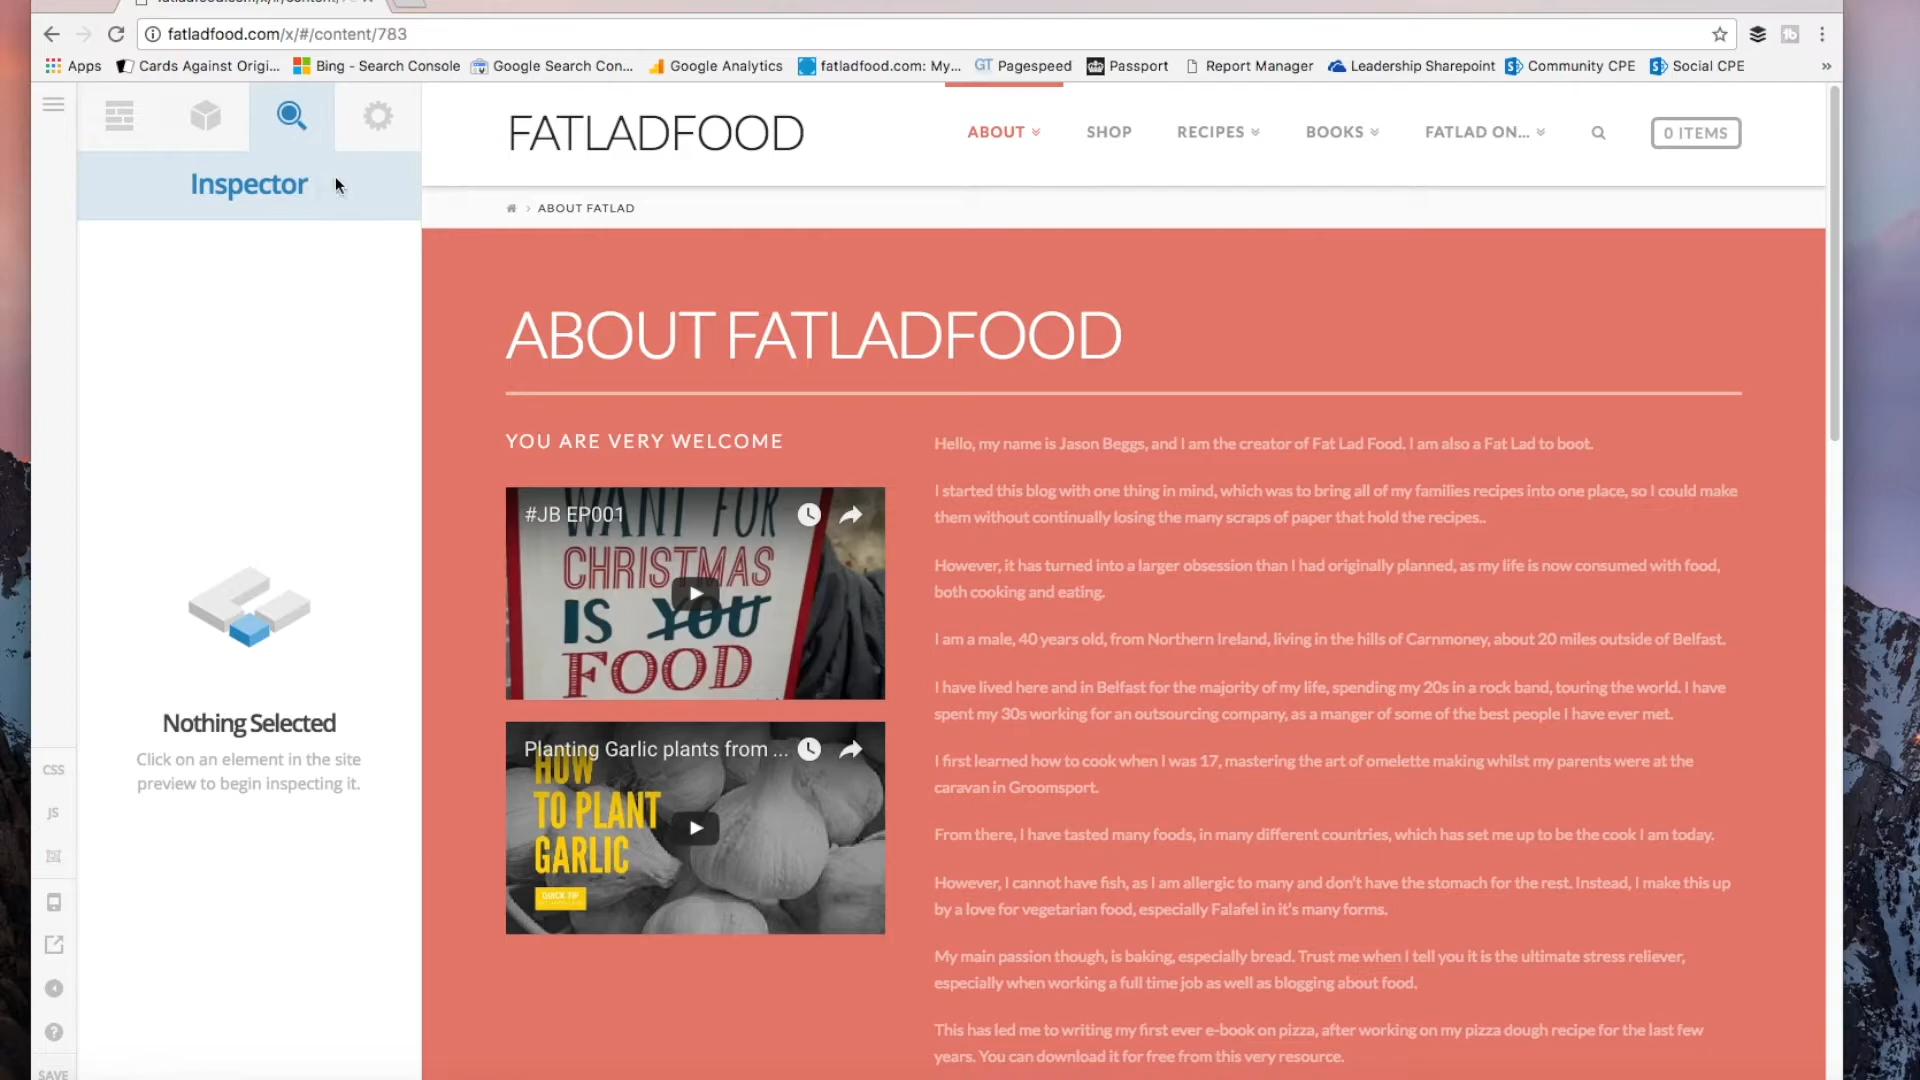 fatladfood.com/x/#/content/783
Apps
Cards Against Origi...
Bing - Search Console
Google Search Con...
Google Analytics
fatladfood.com: My...
GT Pagespeed
Passport
Report Manager
Leadership Sharepoint
Community CPE
Social CPE
»
FATLADFOOD
ABOUT
SHOP
RECIPES
BOOKS
FATLAD ON...
0 ITEMS
Inspector
ABOUT FATLAD
ABOUT FATLADFOOD
YOU ARE VERY WELCOME
#JB EP001
WANT FOR
CHRISTMAS
IS YOU
FOOD
Planting Garlic plants from ...
HOW
TO PLANT
GARLIC
QUICK TIP
Hello, my name is Jason Beggs, and I am the creator of Fat Lad Food. I am also a Fat Lad to boot.
I started this blog with one thing in mind, which was to bring all of my families recipes into one place, so I could make
them without continually losing the many scraps of paper that hold the recipes..
However, it has turned into a larger obsession than I had originally planned, as my life is now consumed with food,
both cooking and eating.
I am a male, 40 years old, from Northern Ireland, living in the hills of Carnmoney, about 20 miles outside of Belfast.
I have lived here and in Belfast for the majority of my life, spending my 20s in a rock band, touring the world. I have
spent my 30s working for an outsourcing company, as a manger of some of the best people I have ever met.
I first learned how to cook when I was 17, mastering the art of omelette making whilst my parents were at the
caravan in Groomsport.
From there, I have tasted many foods, in many different countries, which has set me up to be the cook I am today.
However, I cannot have fish, as I am allergic to many and don't have the stomach for the rest. Instead, I make this up
by a love for vegetarian food, especially Falafel in it's many forms.
My main passion though, is baking, especially bread. Trust me when I tell you it is the ultimate stress reliever,
especially when working a full time job as well as blogging about food.
This has led me to writing my first ever e-book on pizza, after working on my pizza dough recipe for the last few
years. You can download it for free from this very resource.
Nothing Selected
Click on an element in the site
preview to begin inspecting it.
CSS
JS
SAVE